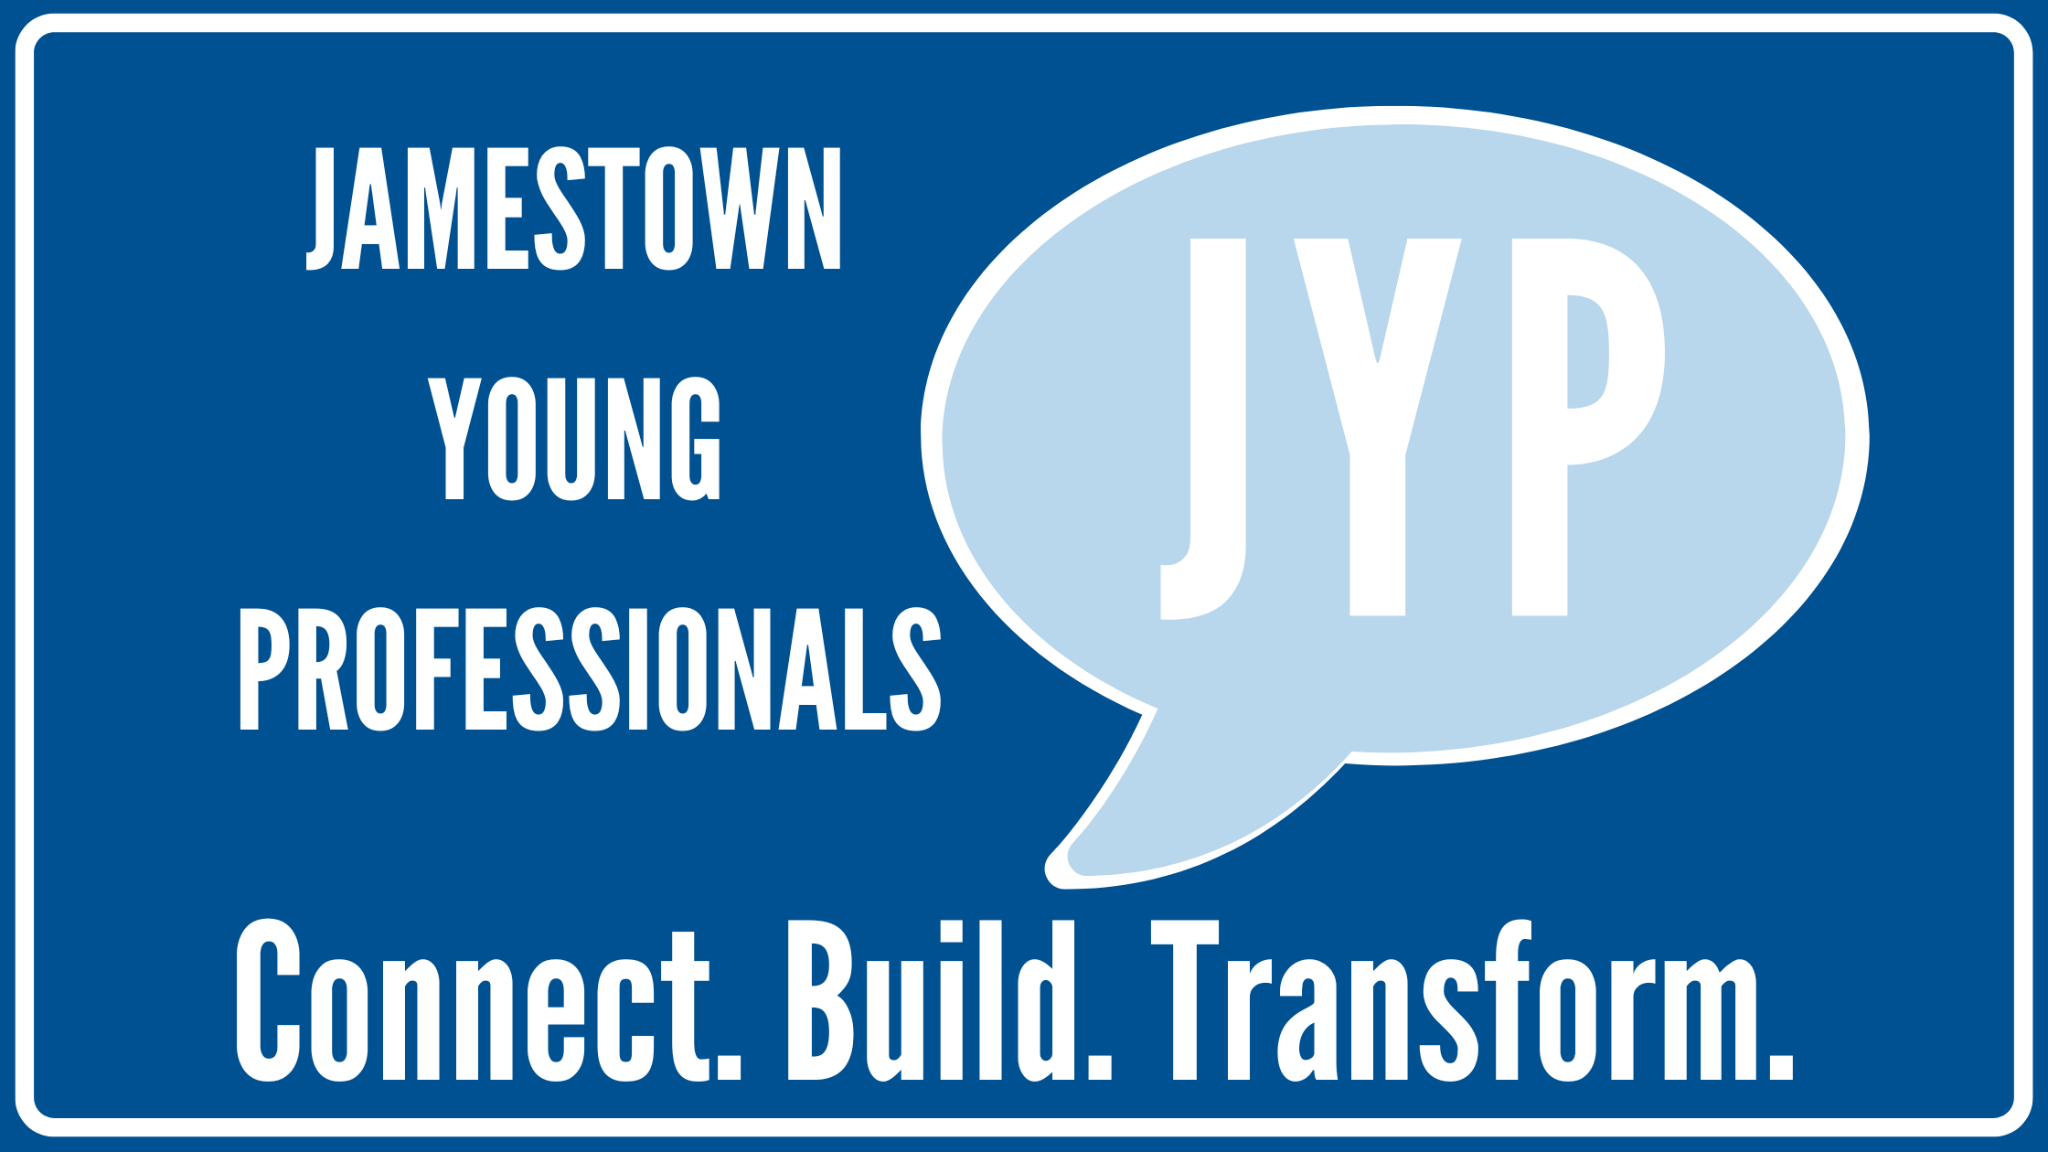 JAMESTOWN
YOUNG
PROFESSIONALS
JYP
Connect. Build. Transform.